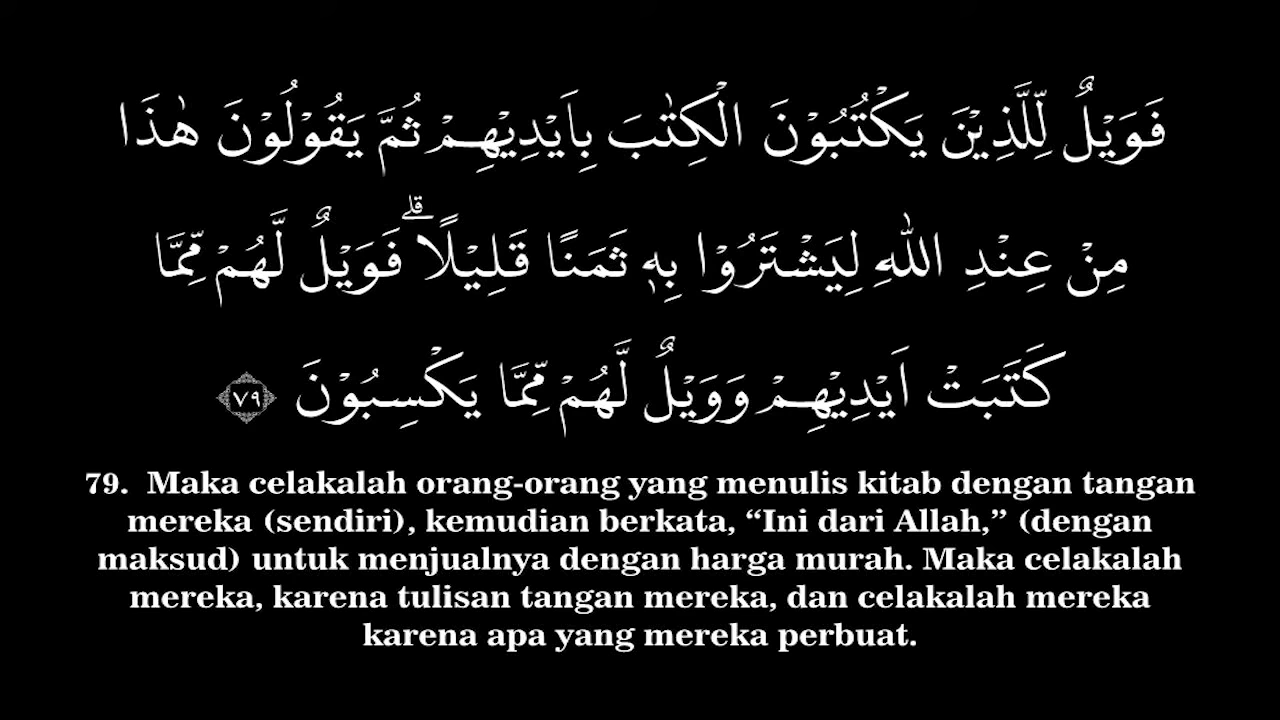 فَوَيْلٌ لِّلَّذِيْنَ يَكْتُبُوْنَ الْكِتٰبَ بِاَيْدِيْهِمْ ثُمَّ يَقُوْلُوْنَ هٰذَا
مِنْ عِنْدِ اللّٰهِ لِيَشْتَرُوْا بِهٖ ثَمَنًا قَلِيْلًاۗ فَوَيْلٌ لَّهُمْ مِّمَّا
كَتَبَتْ اَيْدِيْهِمْ وَوَيْلٌ لَّهُمْ مِّمَّا يَكْسِبُوْنَ ٧٩
79. Maka celakalah orang-orang yang menulis kitab dengan tangan
mereka (sendiri), kemudian berkata, “Ini dari Allah,” (dengan
maksud) untuk menjualnya dengan harga murah. Maka celakalah
mereka, karena tulisan tangan mereka, dan celakalah mereka
karena apa yang mereka perbuat.